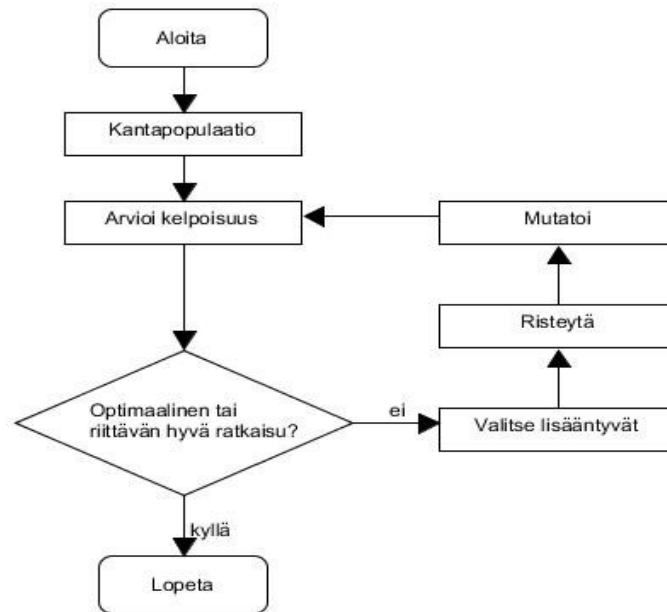 Aloita
Kantapopulaatio
Arvioi kelpoisuus
Mutatoi
Risteytä
Optimaalinen tai
riittävän hyvä ratkaisu?
ei
Valitse lisääntyvät
kyllä
Lopeta